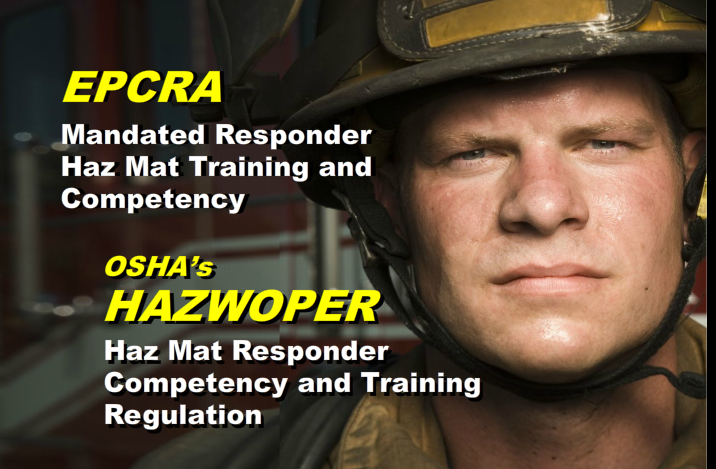 EPCRA
Mandated Responder
Haz Mat Training and
Competency
OSHA's
HAZWOPER
Haz Mat Responder
Competency and Training
Regulation